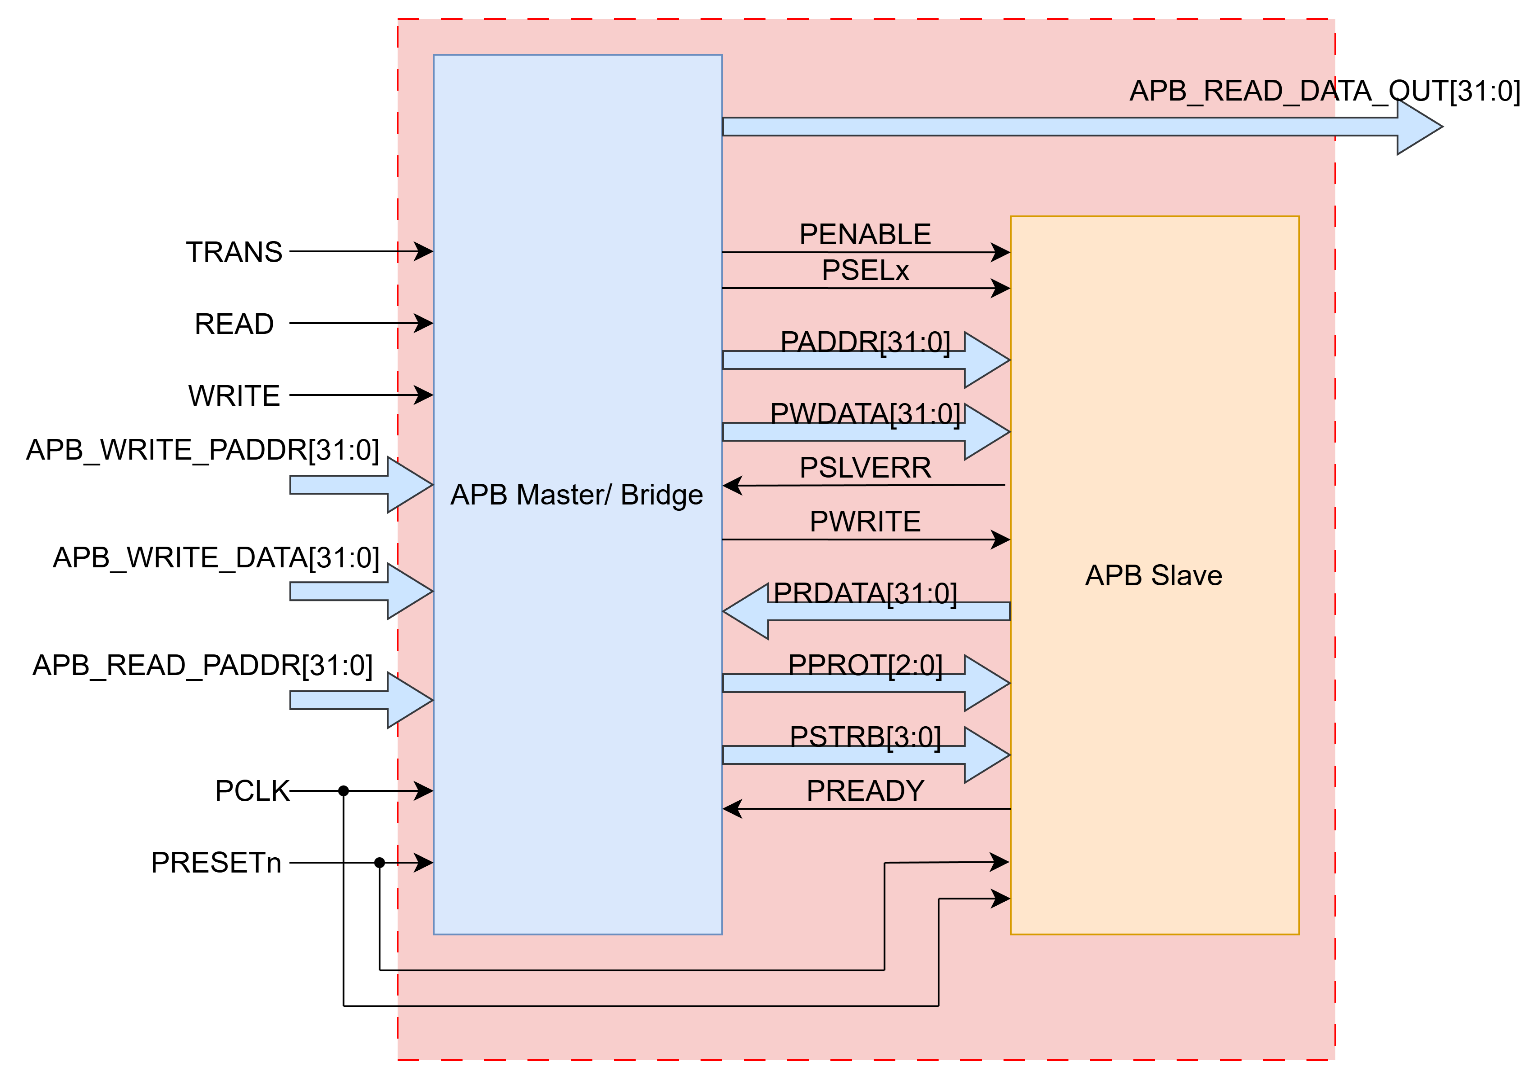 APB_READ_DATA_OUT[31:0]
TRANS
READ
WRITE
APB_WRITE_PADDR[31:0]
APB_WRITE_DATA[31:0]
APB_READ_PADDR[31:0]
PCLK
PRESETn
APB Master/ Bridge
PENABLE
PSELx
PADDR[31:0]
PWDATA[31:0]
PSLVERR
PWRITE
PRDATA[31:0]
PPROT[2:0]
PSTRB[3:0]
PREADY
APB Slave